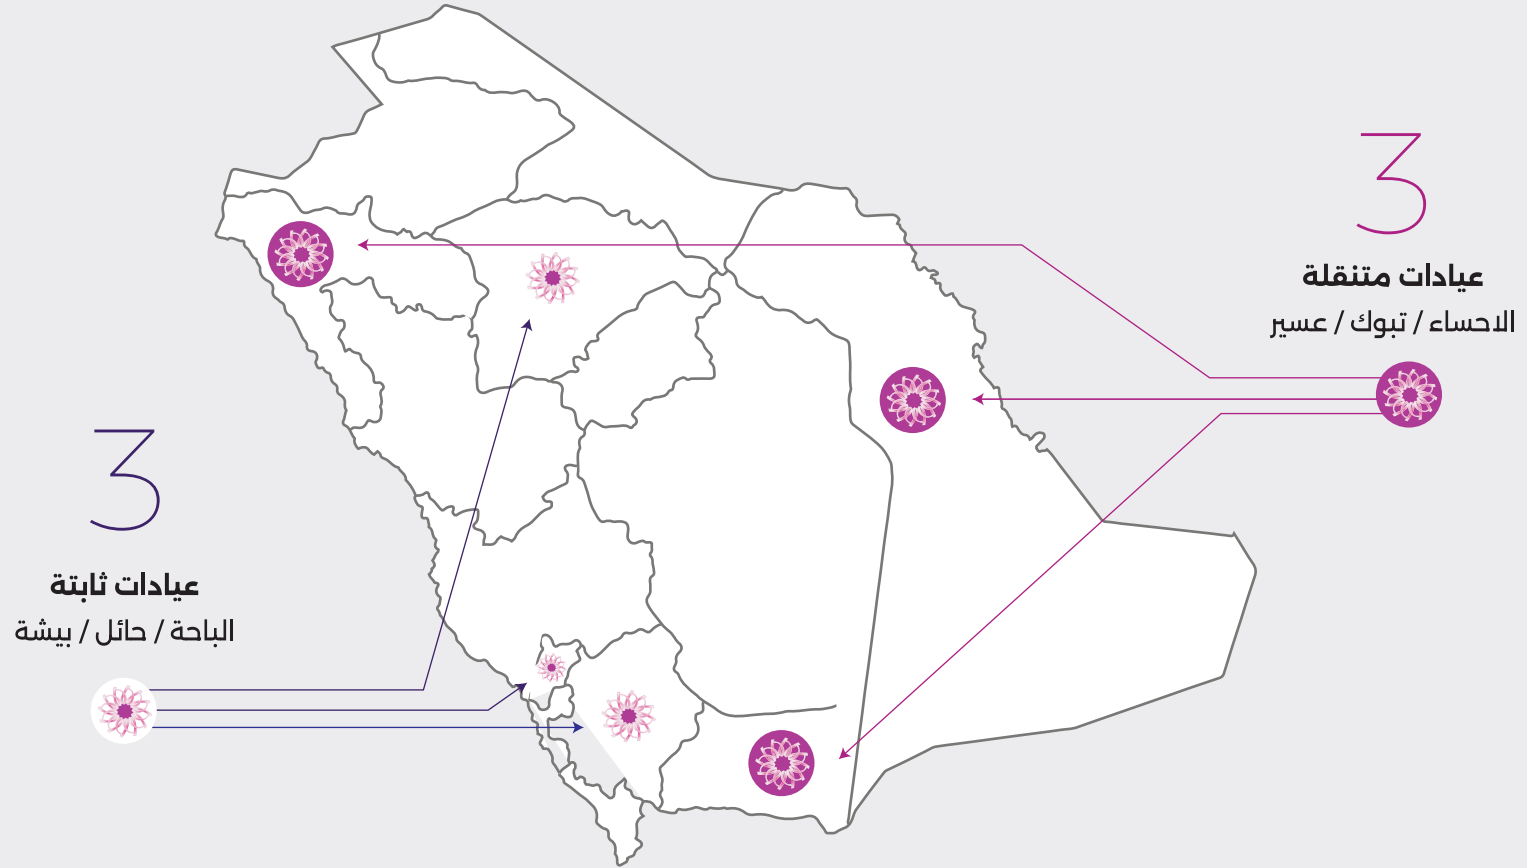 3
عيادات متنقلة
الاحساء / تبوك / عسير
3
عيادات ثابتة
الباحة / حائل / بيشة